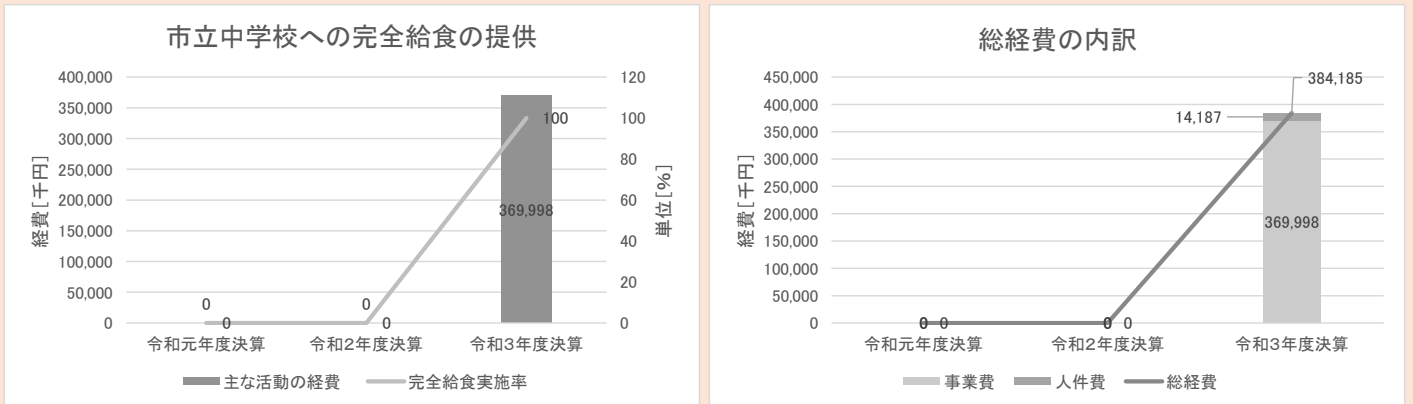 市立中学校への完全給食の提供
400,000
350,000
300,000
250,000
200,000
150,000
100,000
50,000
0
経費[千円]
120
100
80
60
40
20
0
単位[%]
0
0
0
0
100
369,998
令和元年度決算
令和2年度決算
令和3年度決算
主な活動の経費
完全給食実施率
総経費の内訳
450,000
400,000
350,000
300,000
250,000
200,000
150,000
100,000
50,000
0
経費[千円]
0
0
0
0
14,187
384,185
369,998
令和元年度決算
令和2年度決算
令和3年度決算
事業費
人件費
総経費